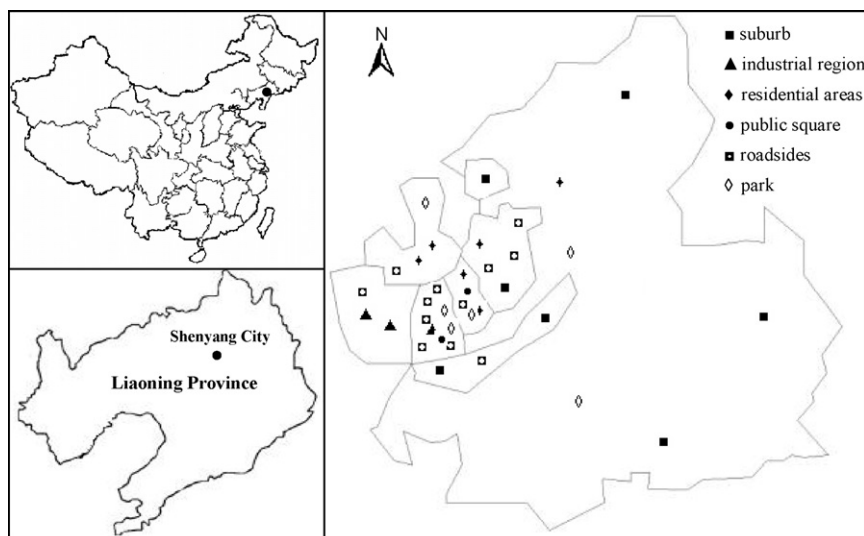 N
suburb
industrial region
residential areas
public square
roadsides
park
Shenyang City
Liaoning Province